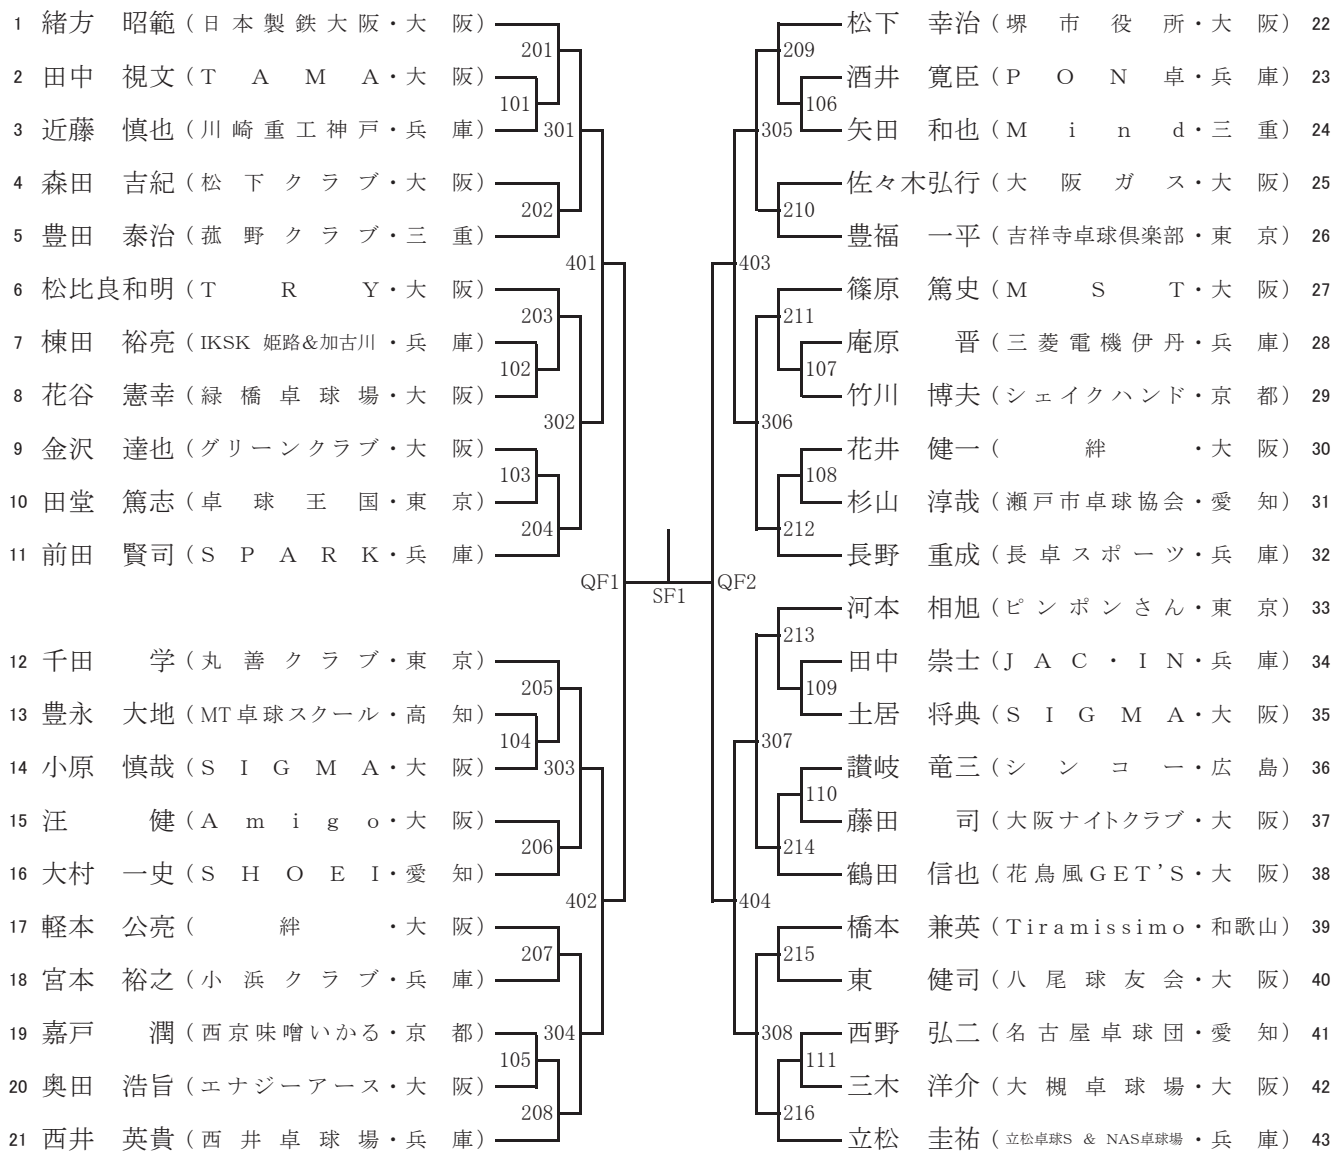 1 緒方 昭範（日本製鉄大阪・大 阪）
2 田中 視文（TAMA・大 阪）
3 近藤 慎也（川崎重工神戸・兵 庫）
4 森田 吉紀（松下クラブ・大 阪）
5 豊田 泰治（菰野クラブ・三 重）
6 松比良和明（TRY・大 阪）
7 棟田 裕亮（IKSK 姫路&加古川・兵 庫）
8 花谷 憲幸（緑橋卓球場・大 阪）
9 金沢 達也（グリーンクラブ・大 阪）
10 田堂 篤志（卓球王国・東 京）
11 前田 賢司（SPARK・兵 庫）
12 千田 学（丸善クラブ・東 京）
13 豊永 大地（MT卓球スクール・高 知）
14 小原 慎哉（SIGMA・大 阪）
15 汪 健（Amigo・大 阪）
16 大村 一史（SHOEI・愛 知）
17 軽本 公亮（絆・大 阪）
18 宮本 裕之（小浜クラブ・兵 庫）
19 嘉戸 潤（西京味噌いかる・京 都）
20 奥田 浩旨（エナジーアース・大 阪）
21 西井 英貴（西井卓球場・兵 庫）
201
101
301
202
401
203
102
302
103
204
QF1
SF1
QF2
205
104
303
206
402
207
304
105
208
209
106
305
210
403
211
107
306
108
212
213
109
307
110
214
404
215
308
111
216
松下 幸治（堺市役所・大 阪） 22
酒井 寛臣（PON卓・兵 庫） 23
矢田 和也（Mind・三 重） 24
佐々木弘行（大阪ガス・大 阪） 25
豊福 一平（吉祥寺卓球倶楽部・東 京） 26
篠原 篤史（MST・大 阪） 27
庵原 晋（三菱電機伊丹・兵 庫） 28
竹川 博夫（シェイクハンド・京 都） 29
花井 健一（絆・大 阪） 30
杉山 淳哉（瀬戸市卓球協会・愛 知） 31
長野 重成（長卓スポーツ・兵 庫） 32
河本 相旭（ピンポンさん・東 京） 33
田中 崇士（JAC・IN・兵 庫） 34
土居 将典（SIGMA・大 阪） 35
讃岐 竜三（シンコー・広 島） 36
藤田 司（大阪ナイトクラブ・大 阪） 37
鶴田 信也（花鳥風GET'S・大 阪） 38
橋本 兼英（Tiramissimo・和歌山） 39
東 健司（八尾球友会・大 阪） 40
西野 弘二（名古屋卓球団・愛 知） 41
三木 洋介（大槻卓球場・大 阪） 42
立松 圭祐（立松卓球S & NAS卓球場・兵 庫） 43